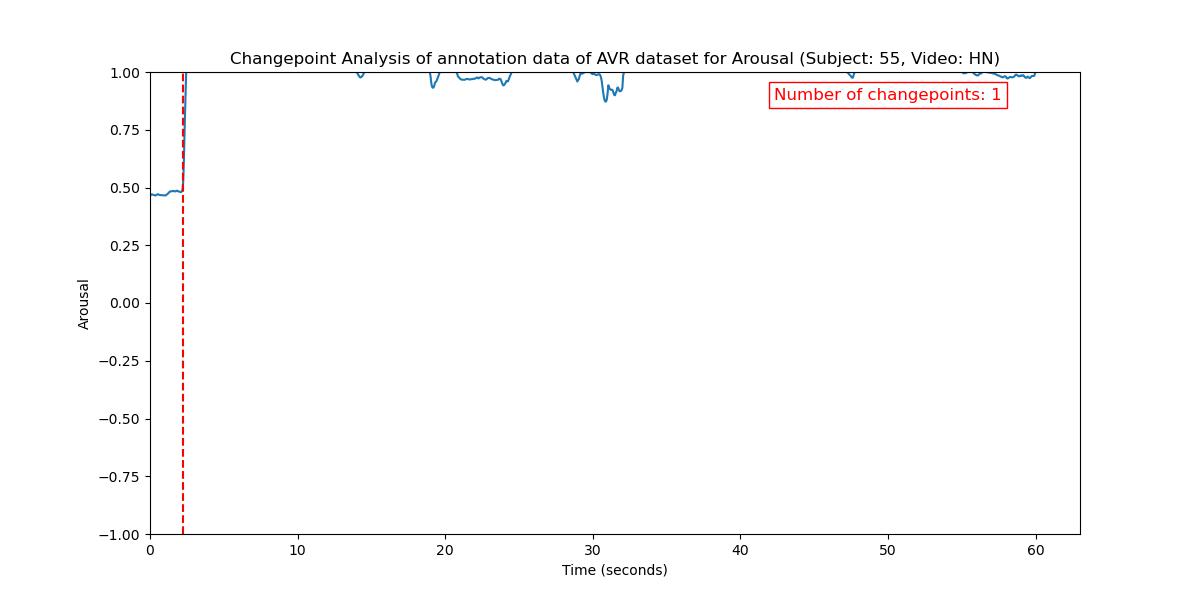 Changepoint Analysis of annotation data of AVR dataset for Arousal (Subject: 55, Video: HN)
Number of changepoints: 1
1.00
0.75
0.50
0.25
0.00
−0.25
−0.50
−0.75
−1.00
Arousal
0 10 20 30 40 50 60
Time (seconds)